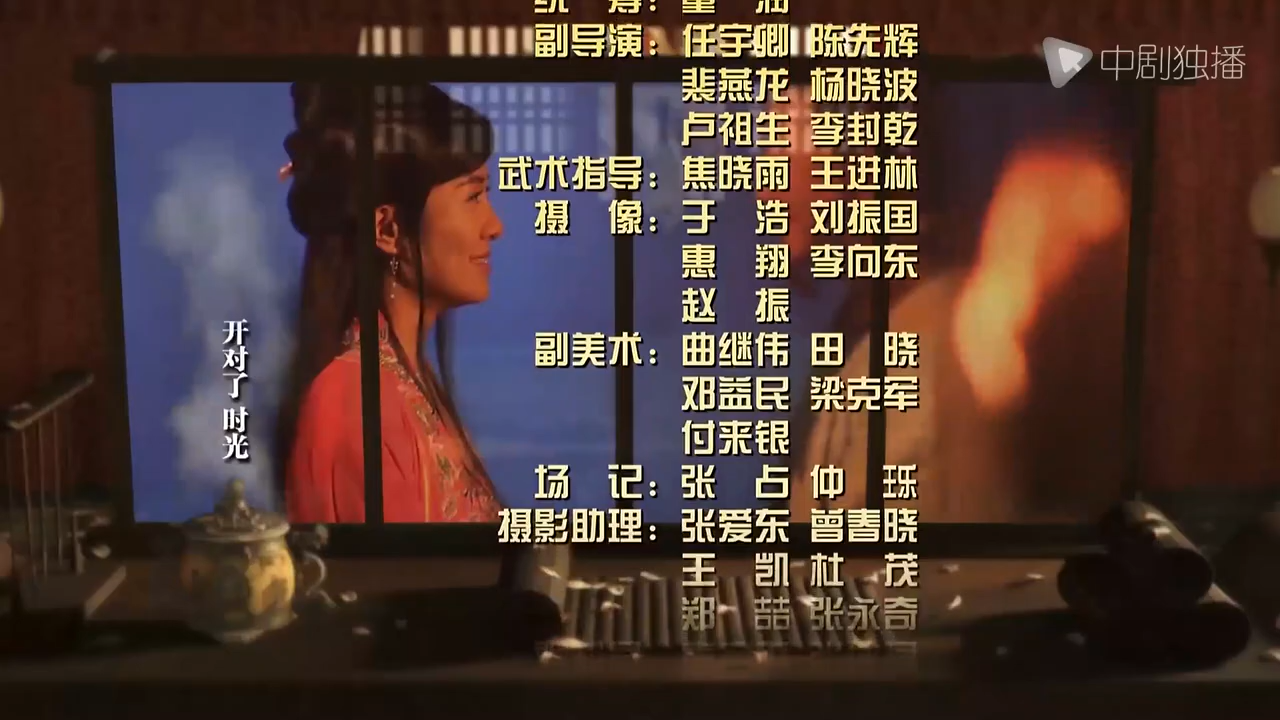 副导演：任宇卿 陈先辉
裴燕龙 杨晓波
卢祖生 李封乾
武术指导：焦晓雨 王进林
摄 像：于 浩 刘振国
惠 翔 李向东
赵 振
副美术：曲继伟 田 晓
邓益民 梁克军
付来银
场 记：张 占 仲 珎
摄影助理：张爱东 曾春晓
王 凯 杜 茂
郑 喆 张永奇
中剧独播
开对了 时光